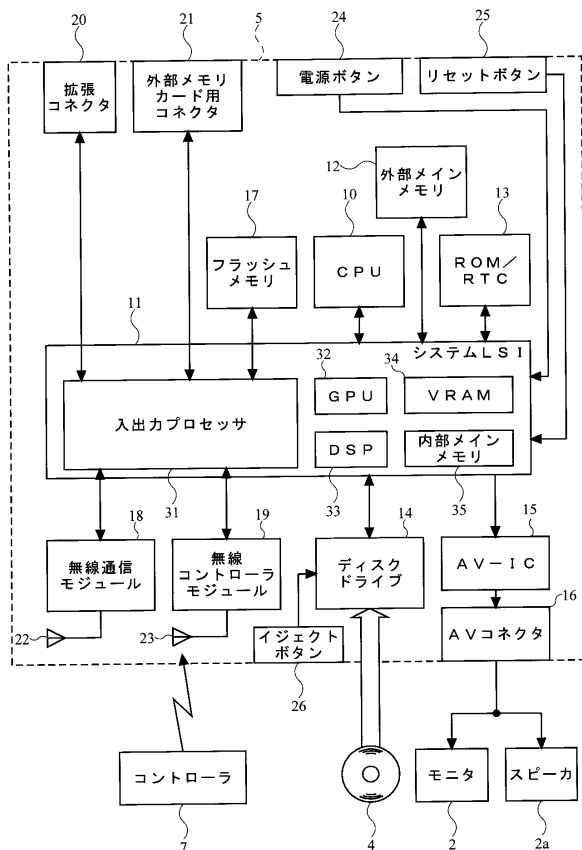 20
21
5
24
25
拡張
コネクタ
外部メモリ
カード用
コネクタ
電源ボタン
リセットボタン
12
外部メイン
メモリ
17
10
13
フラッシュ
メモリ
ＣＰＵ
ＲＯＭ／
ＲＴＣ
11
システムＬＳＩ
32
34
入出力プロセッサ
ＧＰＵ
ＶＲＡＭ
ＤＳＰ
内部メイン
メモリ
31
33
35
18
19
14
15
無線通信
モジュール
無線
コントローラ
モジュール
ディスク
ドライブ
ＡＶ－ＩＣ
16
22
23
イジェクト
ボタン
ＡＶコネクタ
26
コントローラ
モニタ
スピーカ
7
4
2
2a